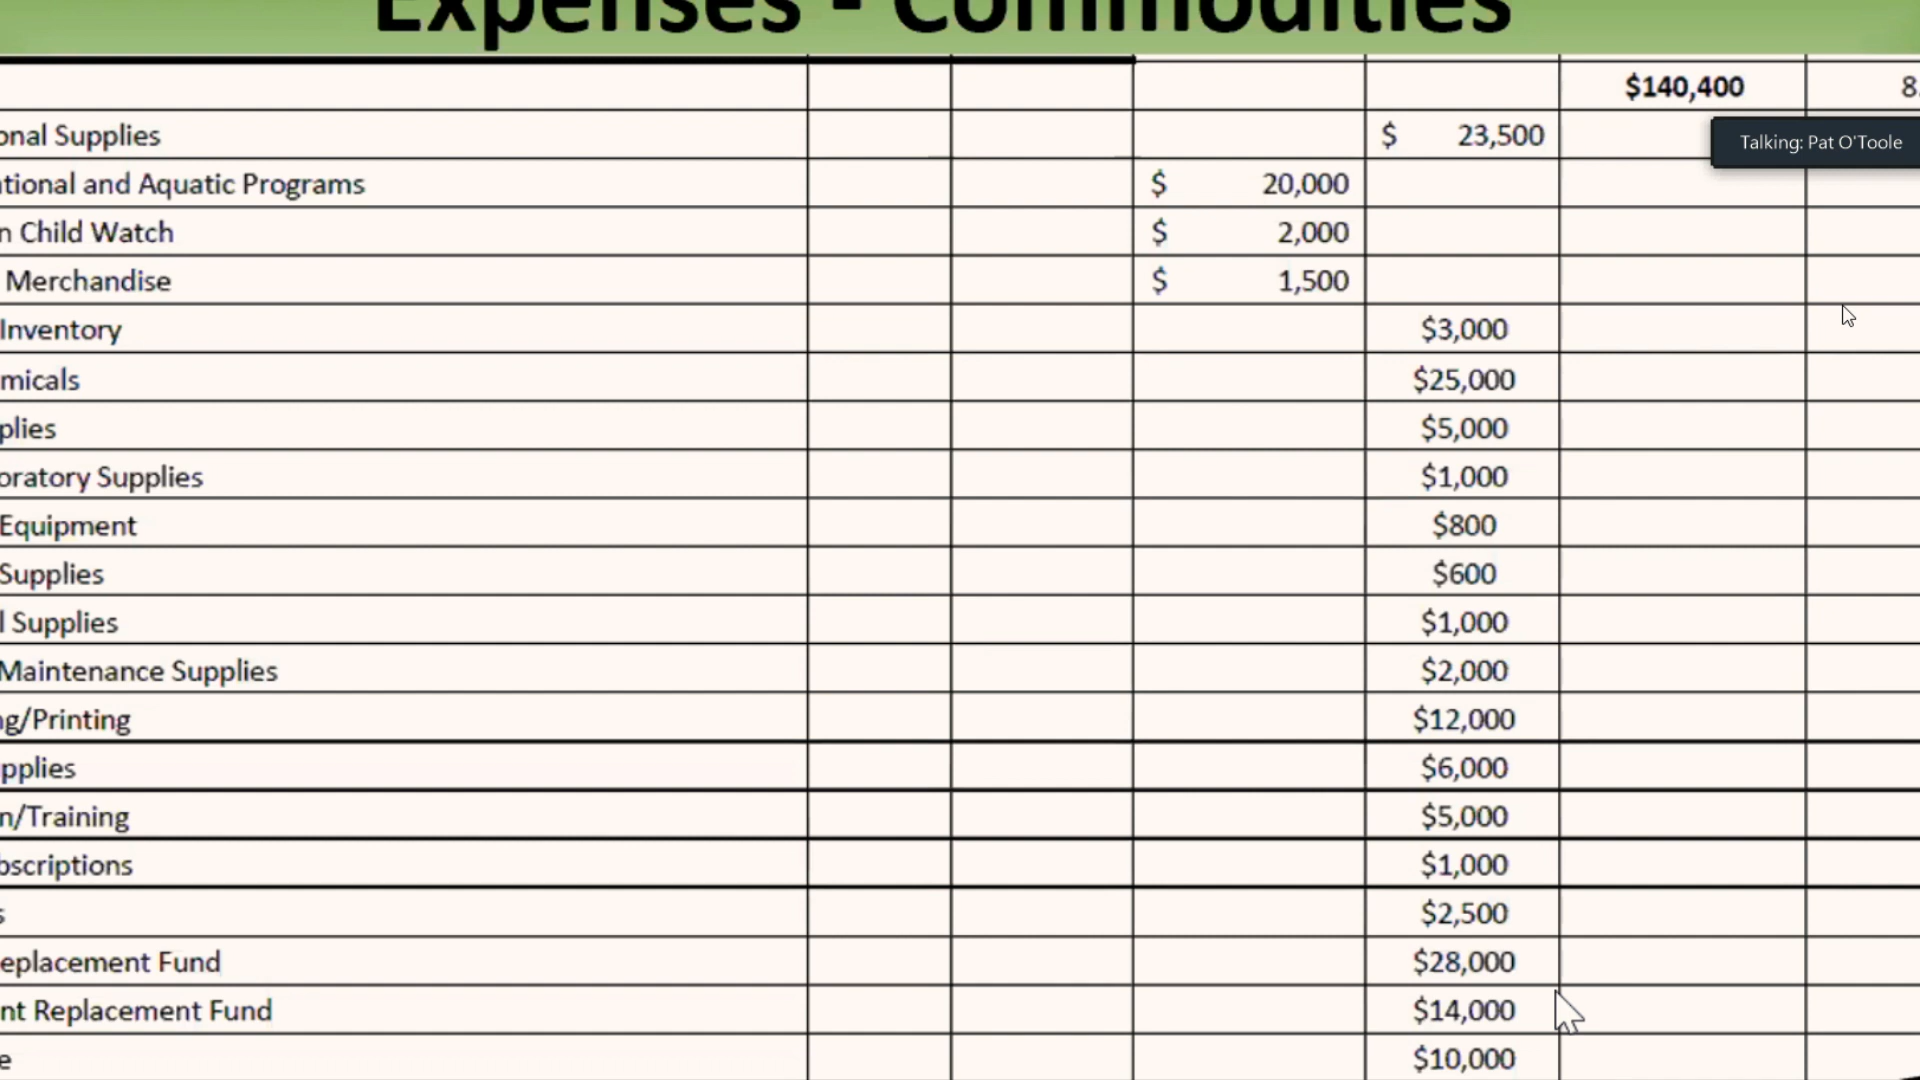 Expenses - Commodities
$140,400 8
onal Supplies $ 23,500
Talking: Pat O'Toole
ational and Aquatic Programs $ 20,000
n Child Watch $ 2,000
Merchandise $ 1,500
Inventory $3,000
micals $25,000
plies $5,000
oratory Supplies $1,000
Equipment $800
Supplies $600
l Supplies $1,000
Maintenance Supplies $2,000
ng/Printing $12,000
pplies $6,000
n/Training $5,000
bscriptions $1,000
s $2,500
eplacement Fund $28,000
nt Replacement Fund $14,000
e $10,000